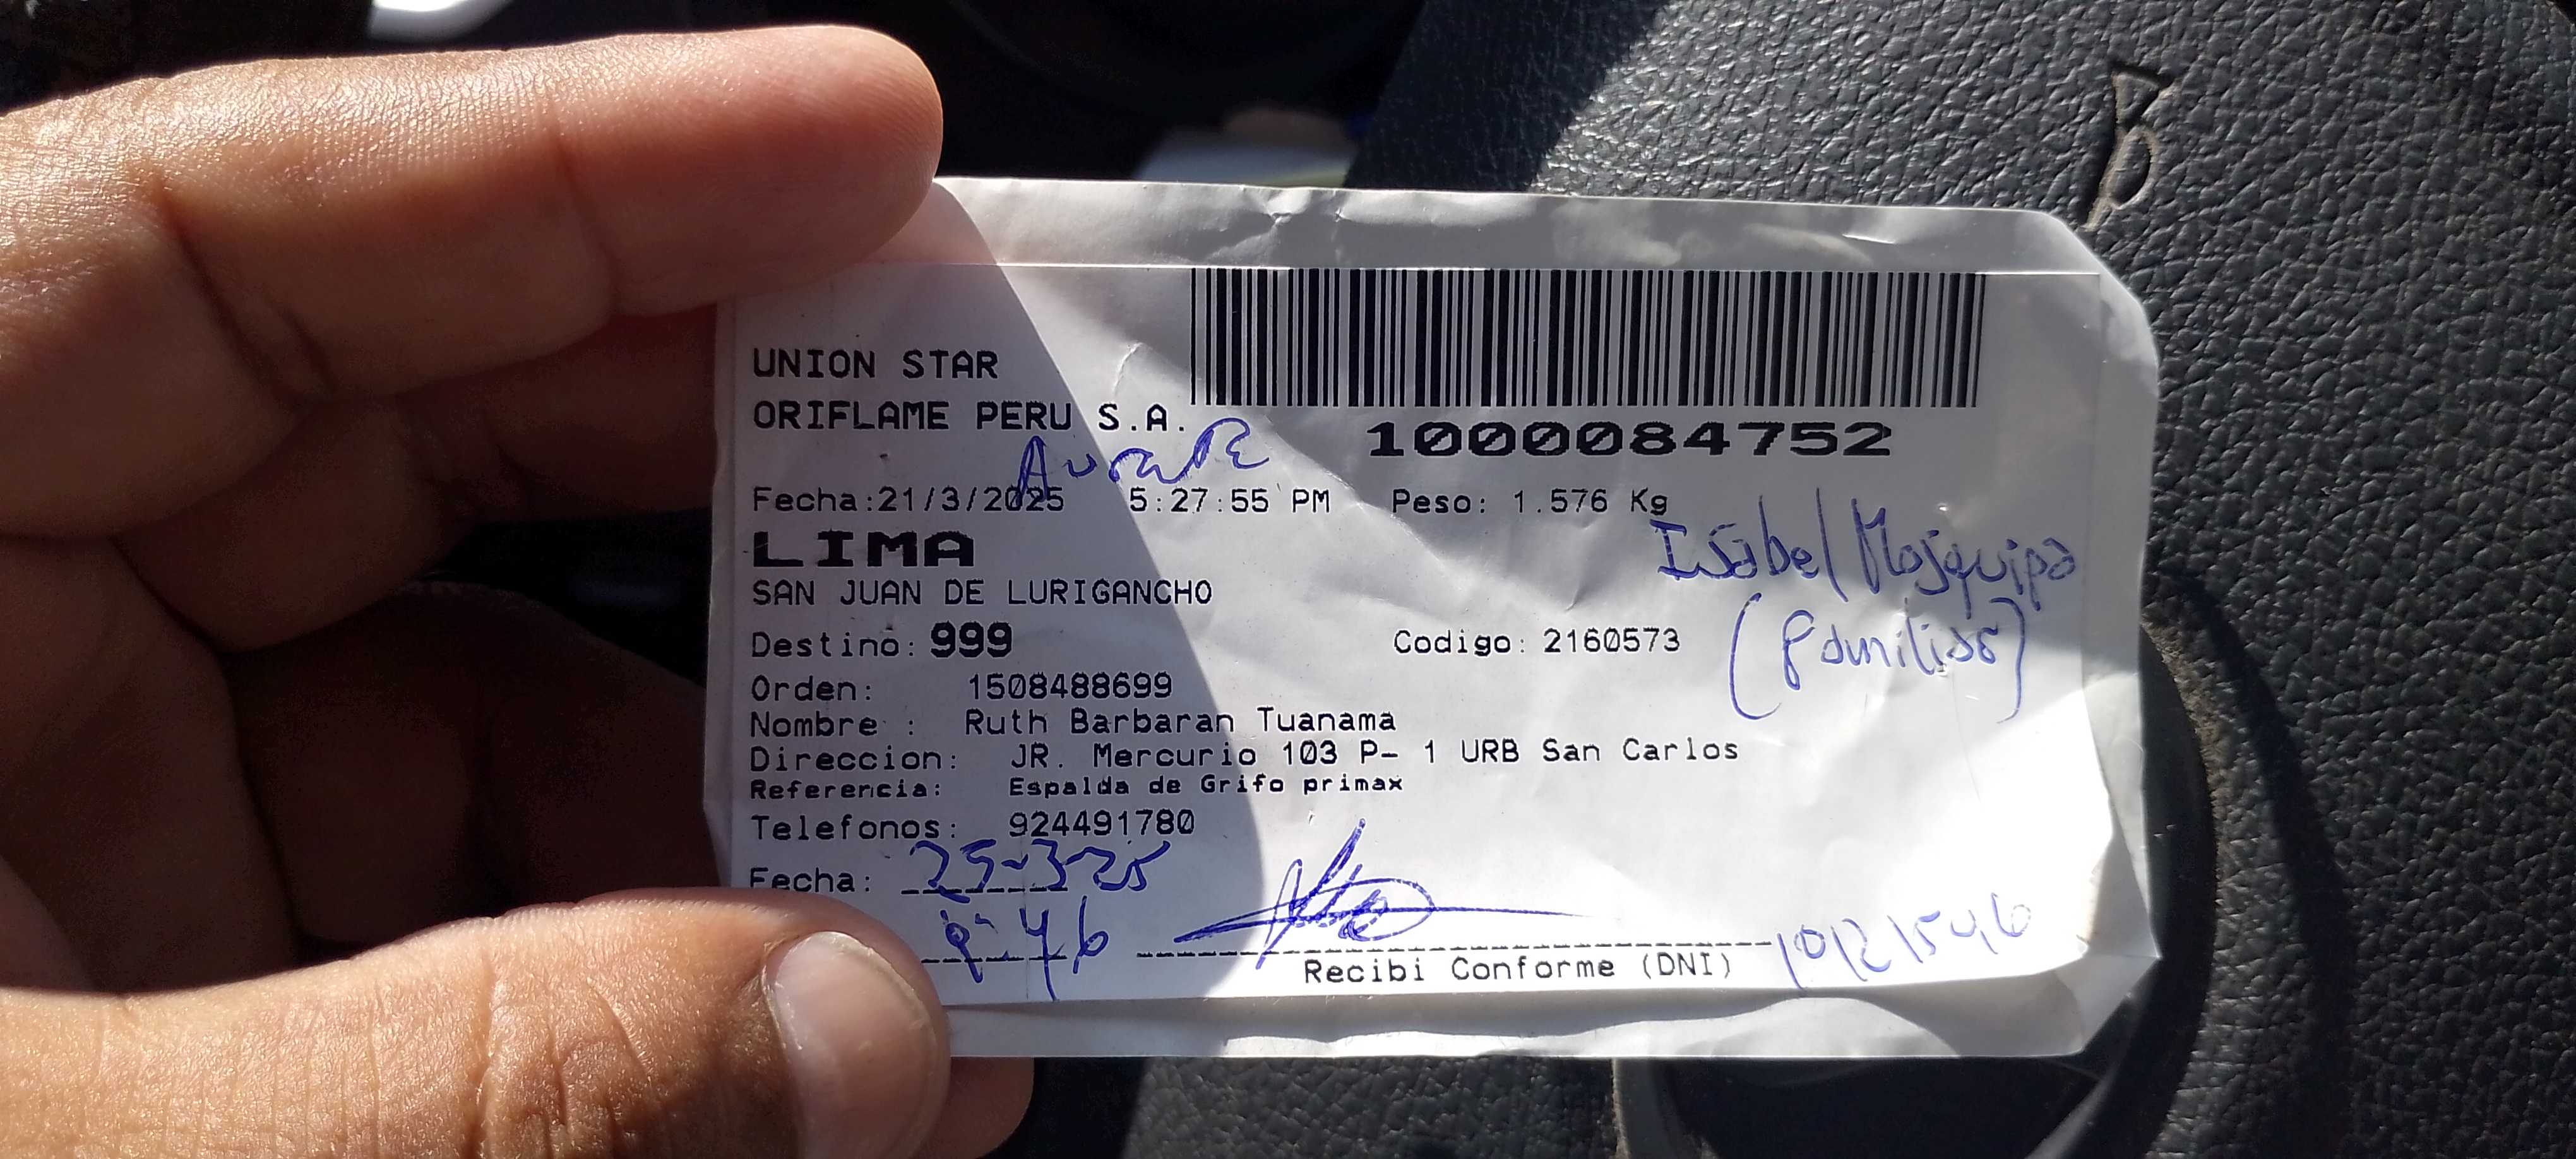 UNION STAR
ORIFLAME PERU S.A.
1000084752
Fecha:21/3/2025 5:27:55 PM Peso: 1.576 Kg
LIMA
Isabel Mosquipa
SAN JUAN DE LURIGANCHO
(familiar)
Destino: 999 Codigo: 2160573
Orden: 1508488699
Nombre : Ruth Barbaran Tuanama
Direccion: JR. Mercurio 103 P- 1 URB San Carlos
Referencia: Espalda de Grifo primax
Telefonos: 924491780
Fecha: 25-3-25
46
Recibi Conforme (DNI) 10121546